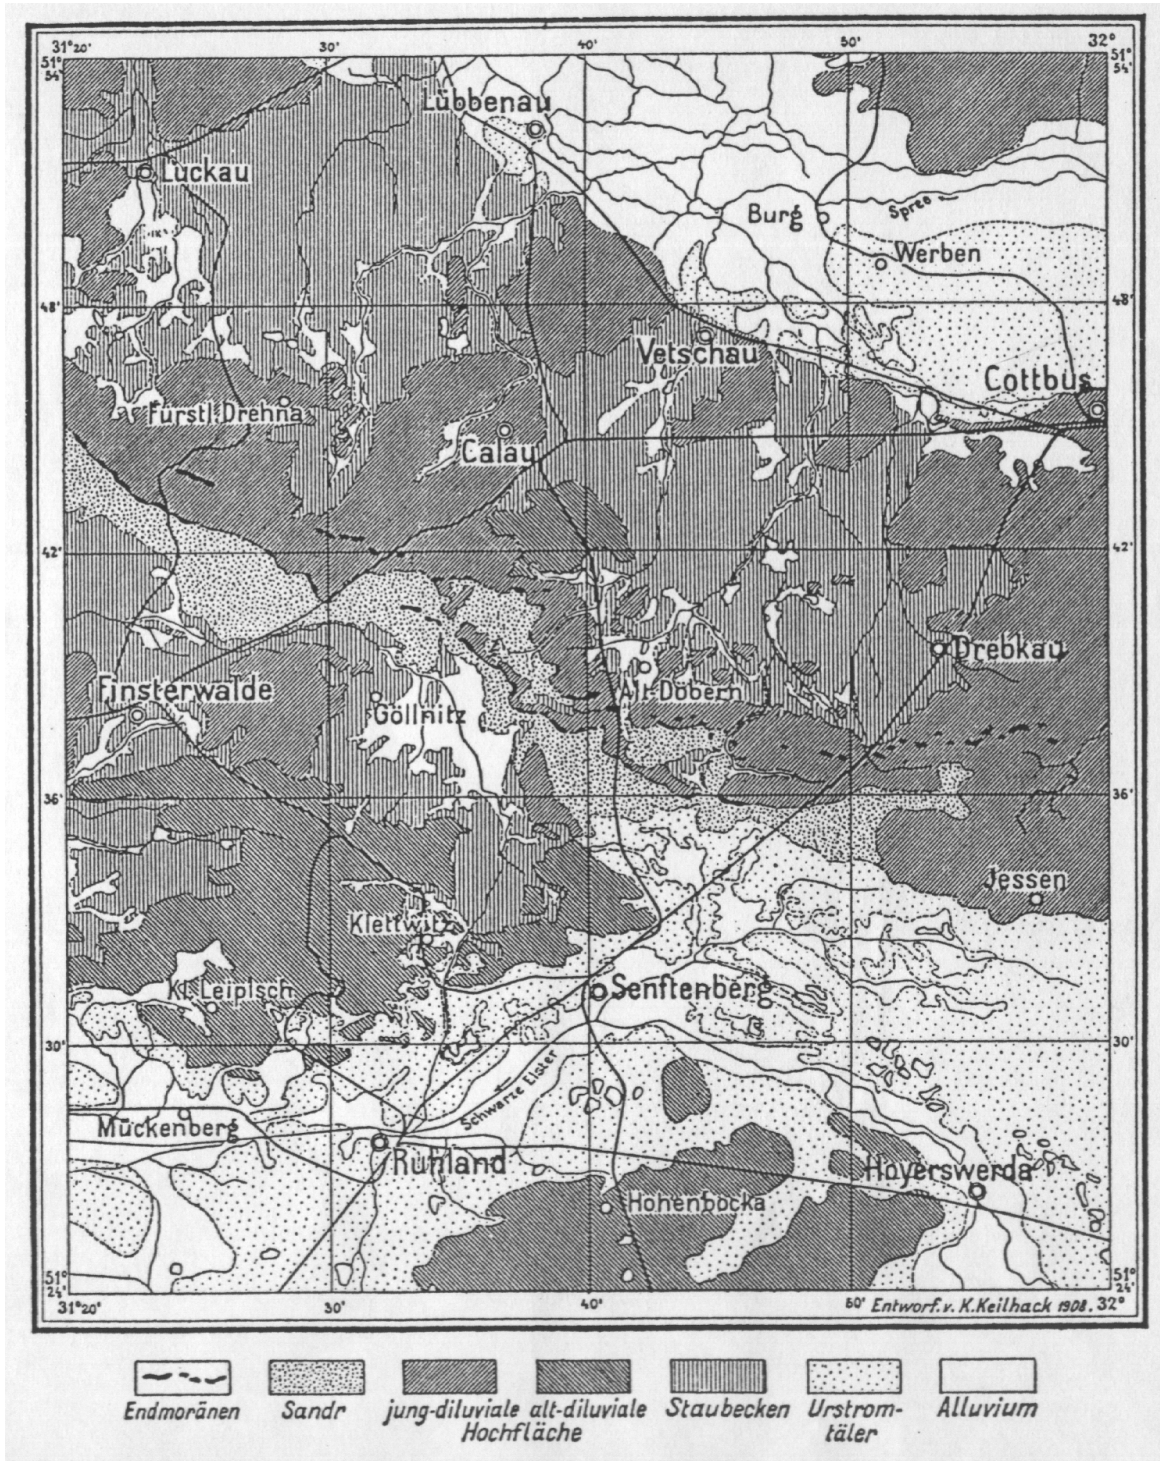 31°20' 30' 40' 50' 32°
51° 51°
54' 54'
Lübbenau
Luckau
Burg
Spree
Werben
48' 48'
Vetschau
Cottbus
Fürstl. Drehna
Calau
42' 42'
Drebkau
Finsterwalde
Alt-Döbern
Göllnitz
36' 36'
Jessen
Klettwitz
Kl. Leipisch
Senftenberg
30' 30'
Schwarze Elster
Mückenberg
Ruhland
Hoyerswerda
Hohenbocka
51° 51°
24' 24'
31°20' 30' 40' 50' Entworf. v. K. Keilhack 1908. 32°
Endmoränen Sandr jung-diluviale alt-diluviale Staubecken Urstrom- Alluvium
Hochfläche täler